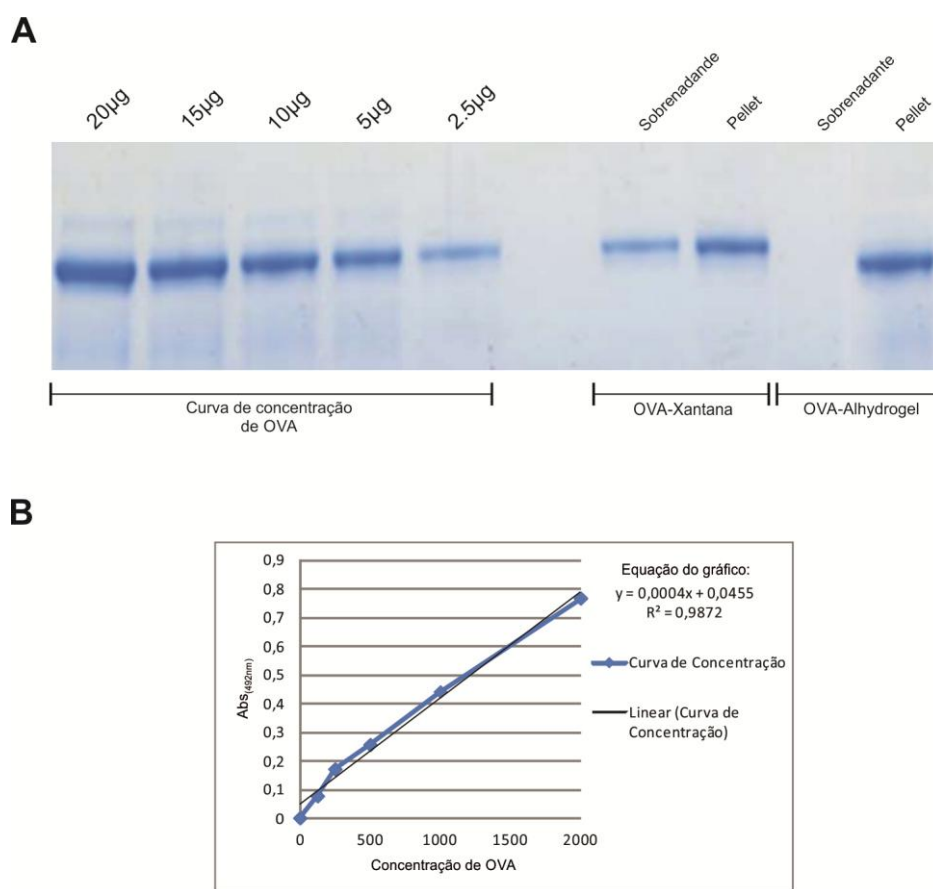 A
20µg
15µg
10µg
5µg
2.5µg
Sobrenadande
Pellet
Sobrenadante
Pellet
Curva de concentração
de OVA
OVA-Xantana
OVA-Alhydrogel
B
0,9
0,8
0,7
0,6
0,5
0,4
0,3
0,2
0,1
0
Abs(492nm)
0
500
1000
1500
2000
Concentração de OVA
Equação do gráfico:
y = 0,0004x + 0,0455
R² = 0,9872
Curva de Concentração
Linear (Curva de
Concentração)